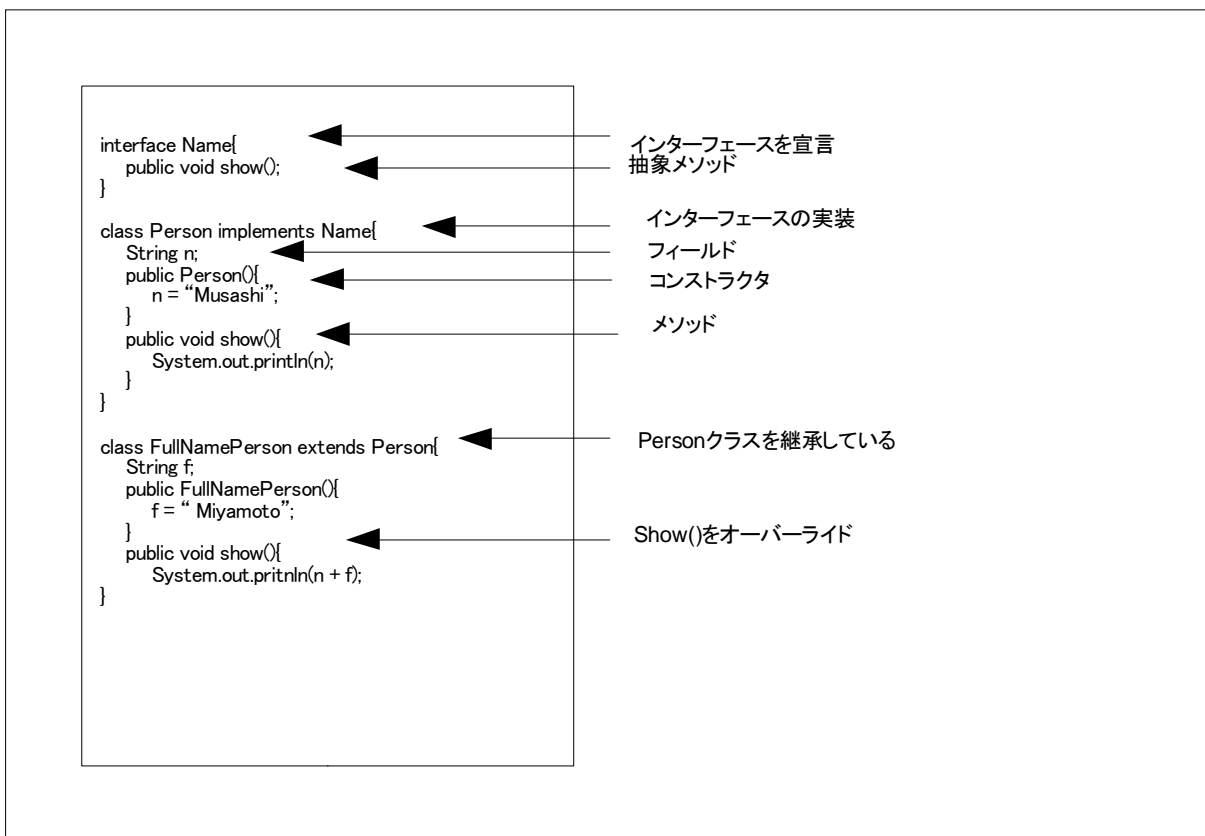 interface Name{
public void show();
}
class Person implements Name{
String n;
public Person(){
n = “Musashi”;
}
public void show(){
System.out.println(n);
}
}
class FullNamePerson extends Person{
String f;
public FullNamePerson(){
f = “ Miyamoto”;
}
public void show(){
System.out.pritnln(n + f);
}
インターフェースを宣言
抽象メソッド
インターフェースの実装
フィールド
コンストラクタ
メソッド
Personクラスを継承している
Show()をオーバーライド